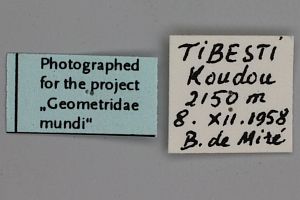 Photographed
for the project
„Geometridae
mundi“
TiBESTi
Koudou
2150 m
8. XII. 1958
B. de Miré